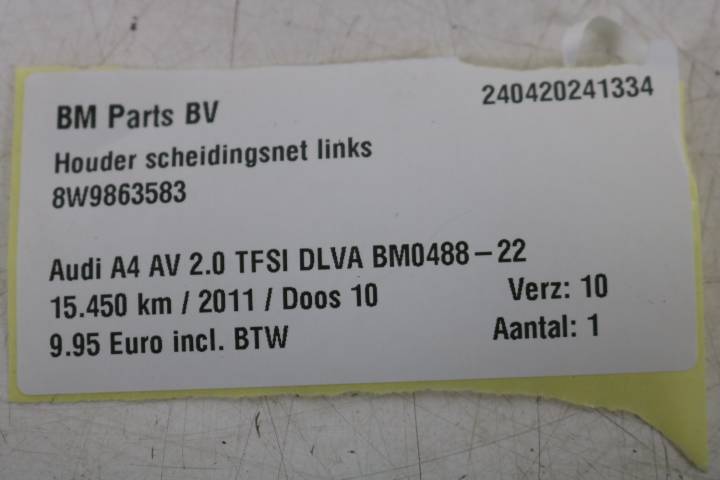 BM Parts BV 240420241334
Houder scheidingsnet links
8W9863583
Audi A4 AV 2.0 TFSI DLVA BM0488-22
15.450 km / 2011 / Doos 10 Verz: 10
9.95 Euro incl. BTW Aantal: 1